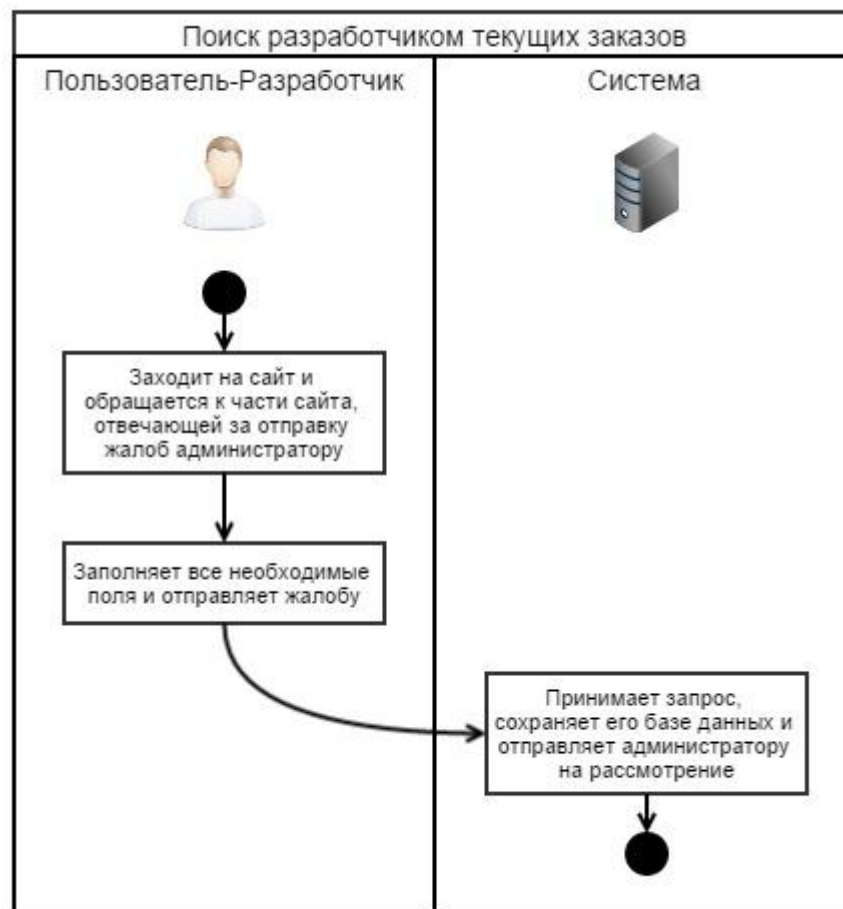 Поиск разработчиком текущих заказов
Пользователь-Разработчик
Система
Заходит на сайт и
обращается к части сайта,
отвечающей за отправку
жалоб администратору
Заполняет все необходимые
поля и отправляет жалобу
Принимает запрос,
сохраняет его базе данных и
отправляет администратору
на рассмотрение